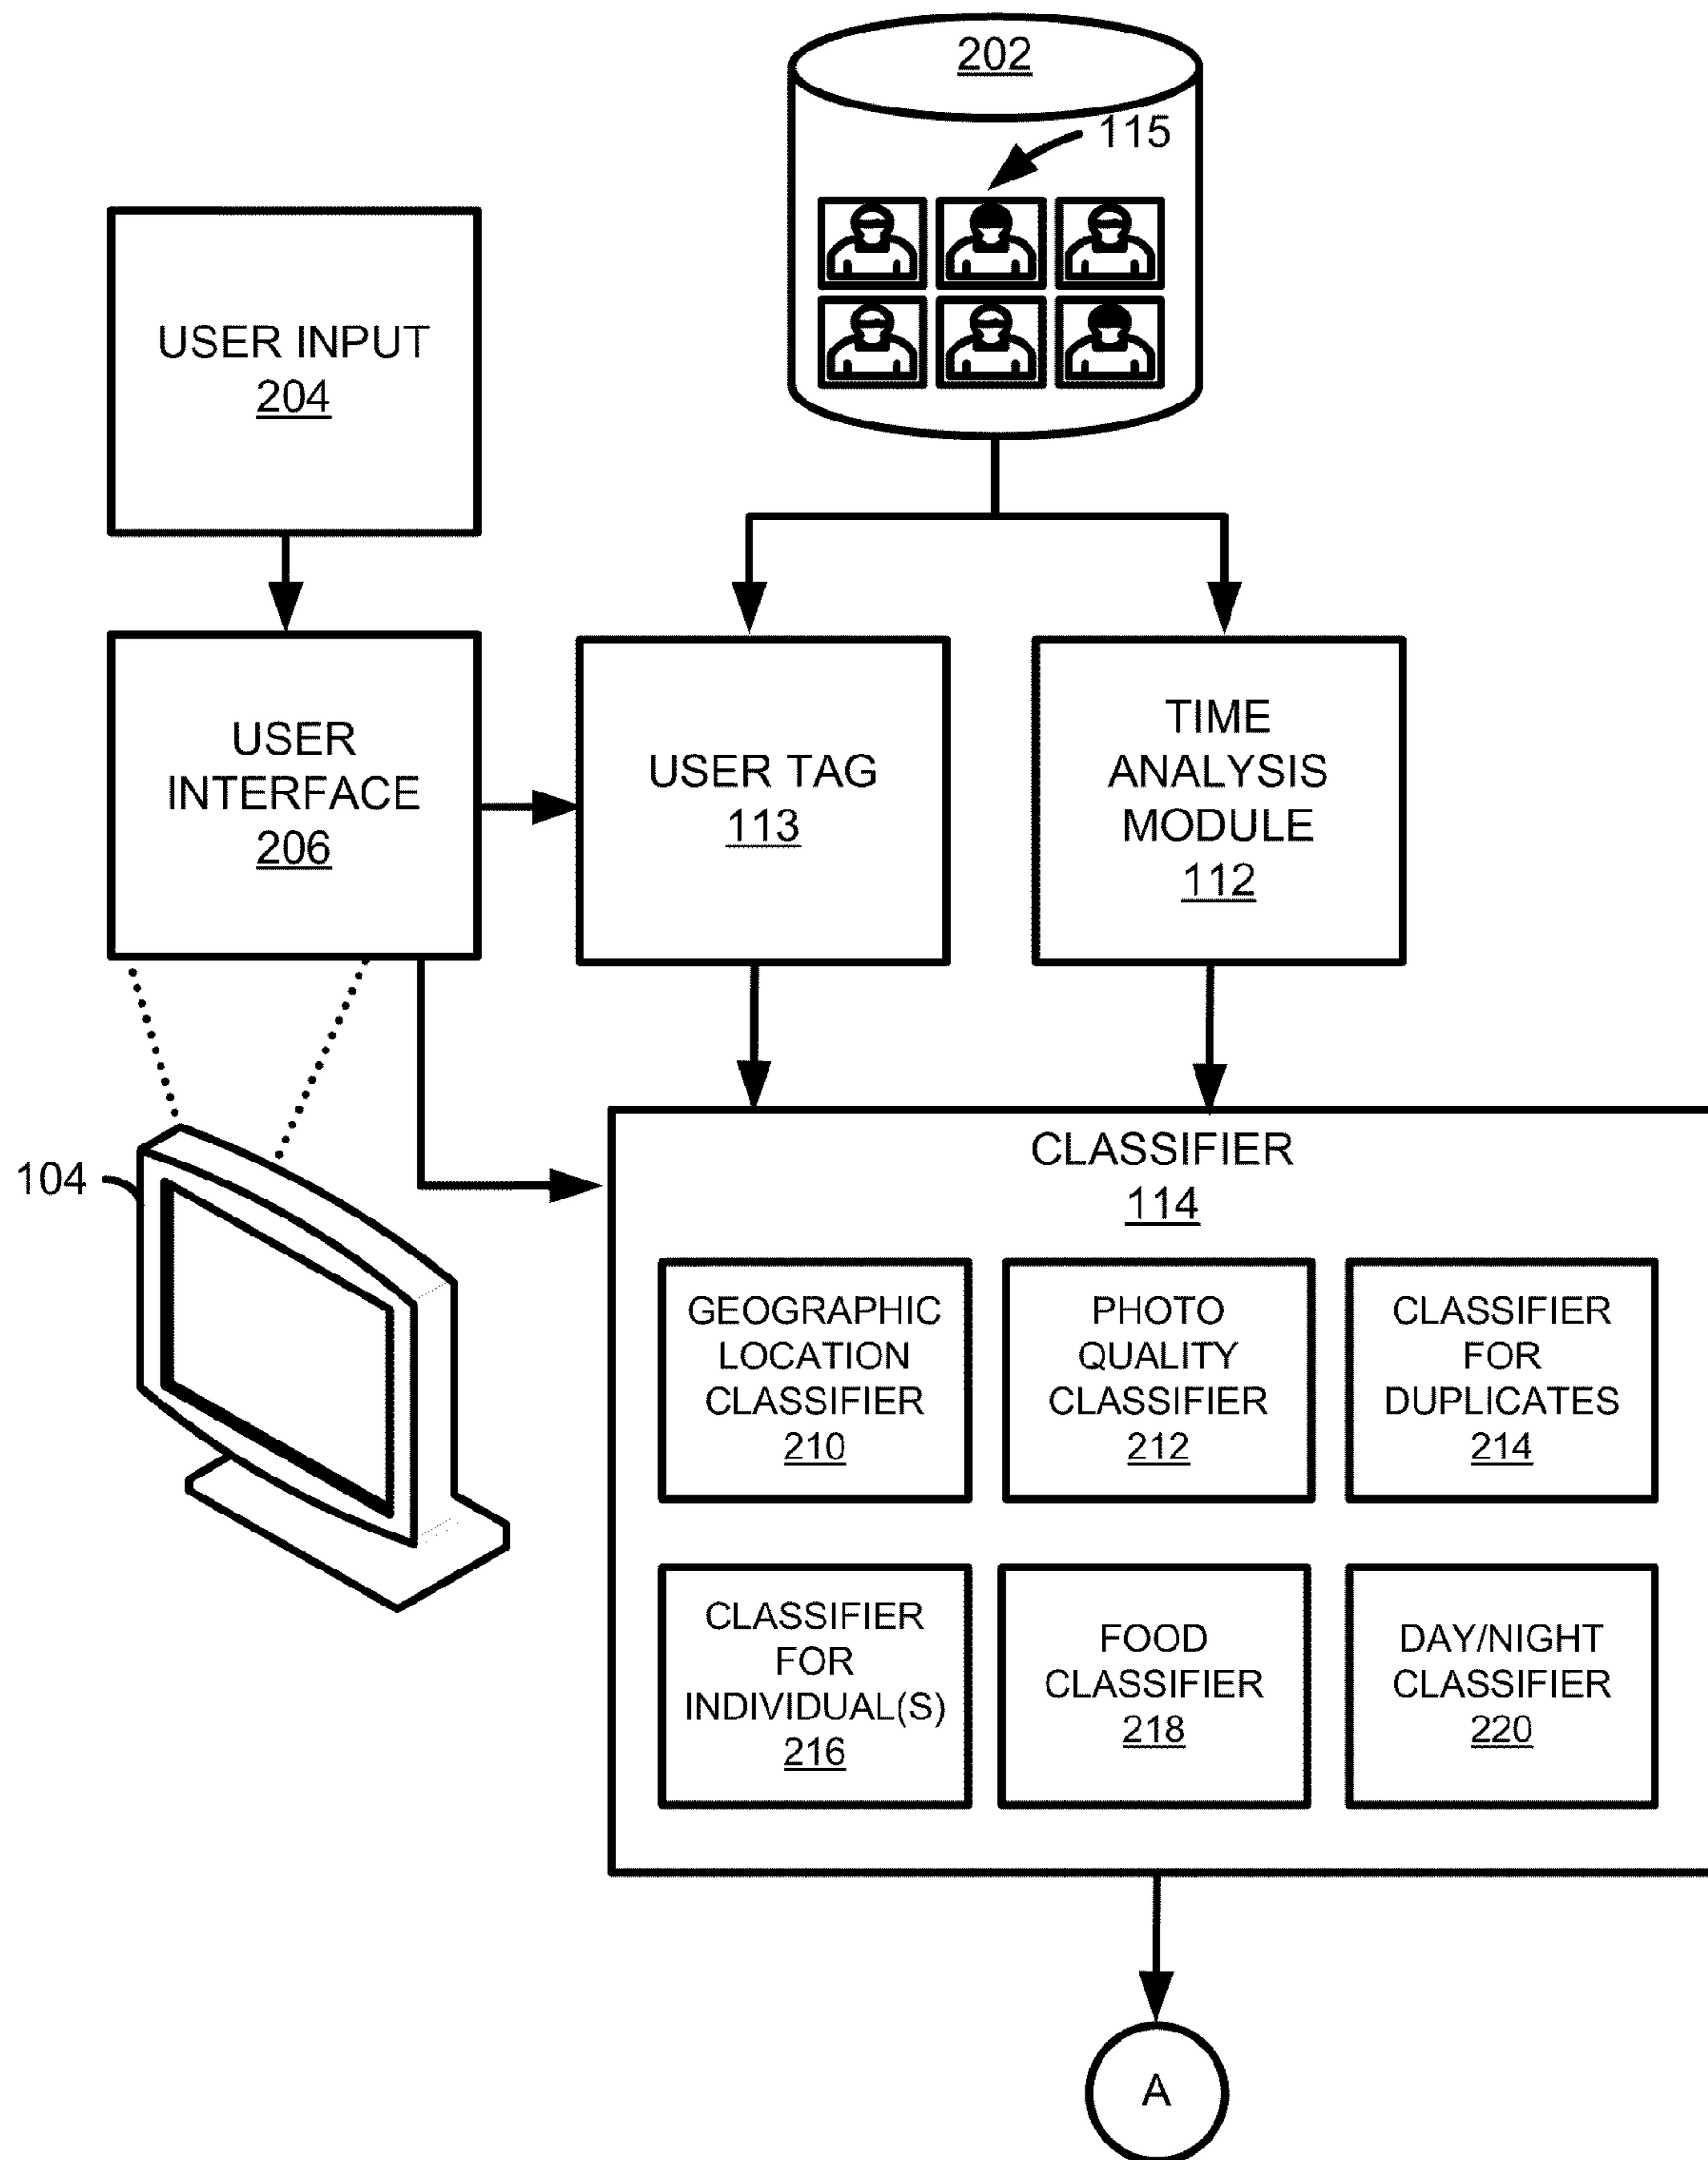 202
115
USER INPUT
204
USER
INTERFACE
206
USER TAG
113
TIME
ANALYSIS
MODULE
112
104
CLASSIFIER
114
GEOGRAPHIC
LOCATION
CLASSIFIER
210
PHOTO
QUALITY
CLASSIFIER
212
CLASSIFIER
FOR
DUPLICATES
214
CLASSIFIER
FOR
INDIVIDUAL(S)
216
FOOD
CLASSIFIER
218
DAY/NIGHT
CLASSIFIER
220
A